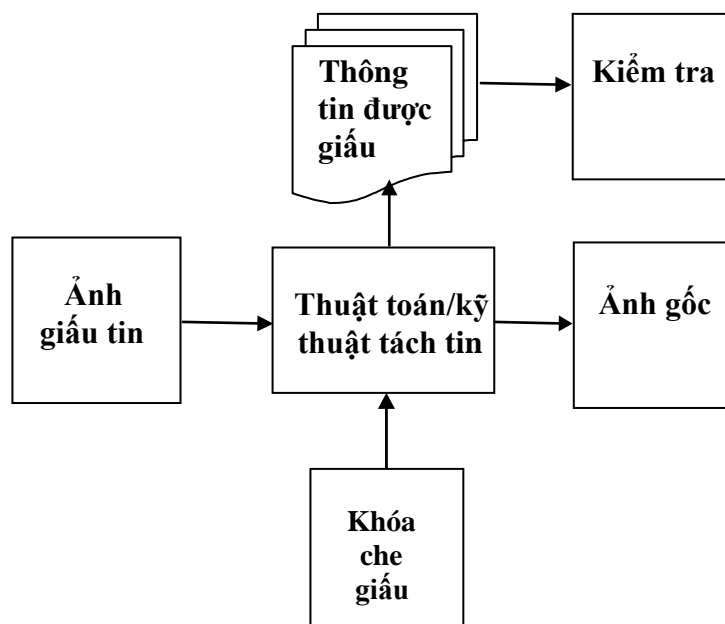 Thông
tin được
giấu
Kiểm tra
Ảnh
giấu tin
Thuật toán/kỹ
thuật tách tin
Ảnh gốc
Khóa
che
giấu